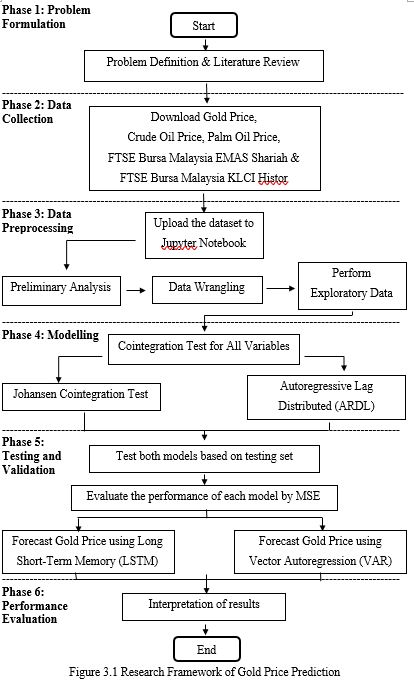 Phase 1: Problem
Formulation
Start
Problem Definition & Literature Review
Phase 2: Data
Collection
Download Gold Price,
Crude Oil Price, Palm Oil Price,
FTSE Bursa Malaysia EMAS Shariah &
FTSE Bursa Malaysia KLCI Histor
Phase 3: Data
Preprocessing
Upload the dataset to
Jupyter Notebook
Preliminary Analysis
Data Wrangling
Perform
Exploratory Data
Phase 4: Modelling
Cointegration Test for All Variables
Johansen Cointegration Test
Autoregressive Lag
Distributed (ARDL)
Phase 5:
Testing and
Validation
Test both models based on testing set
Evaluate the performance of each model by MSE
Forecast Gold Price using Long
Short-Term Memory (LSTM)
Forecast Gold Price using
Vector Autoregression (VAR)
Phase 6:
Performance
Evaluation
Interpretation of results
End
Figure 3.1 Research Framework of Gold Price Prediction